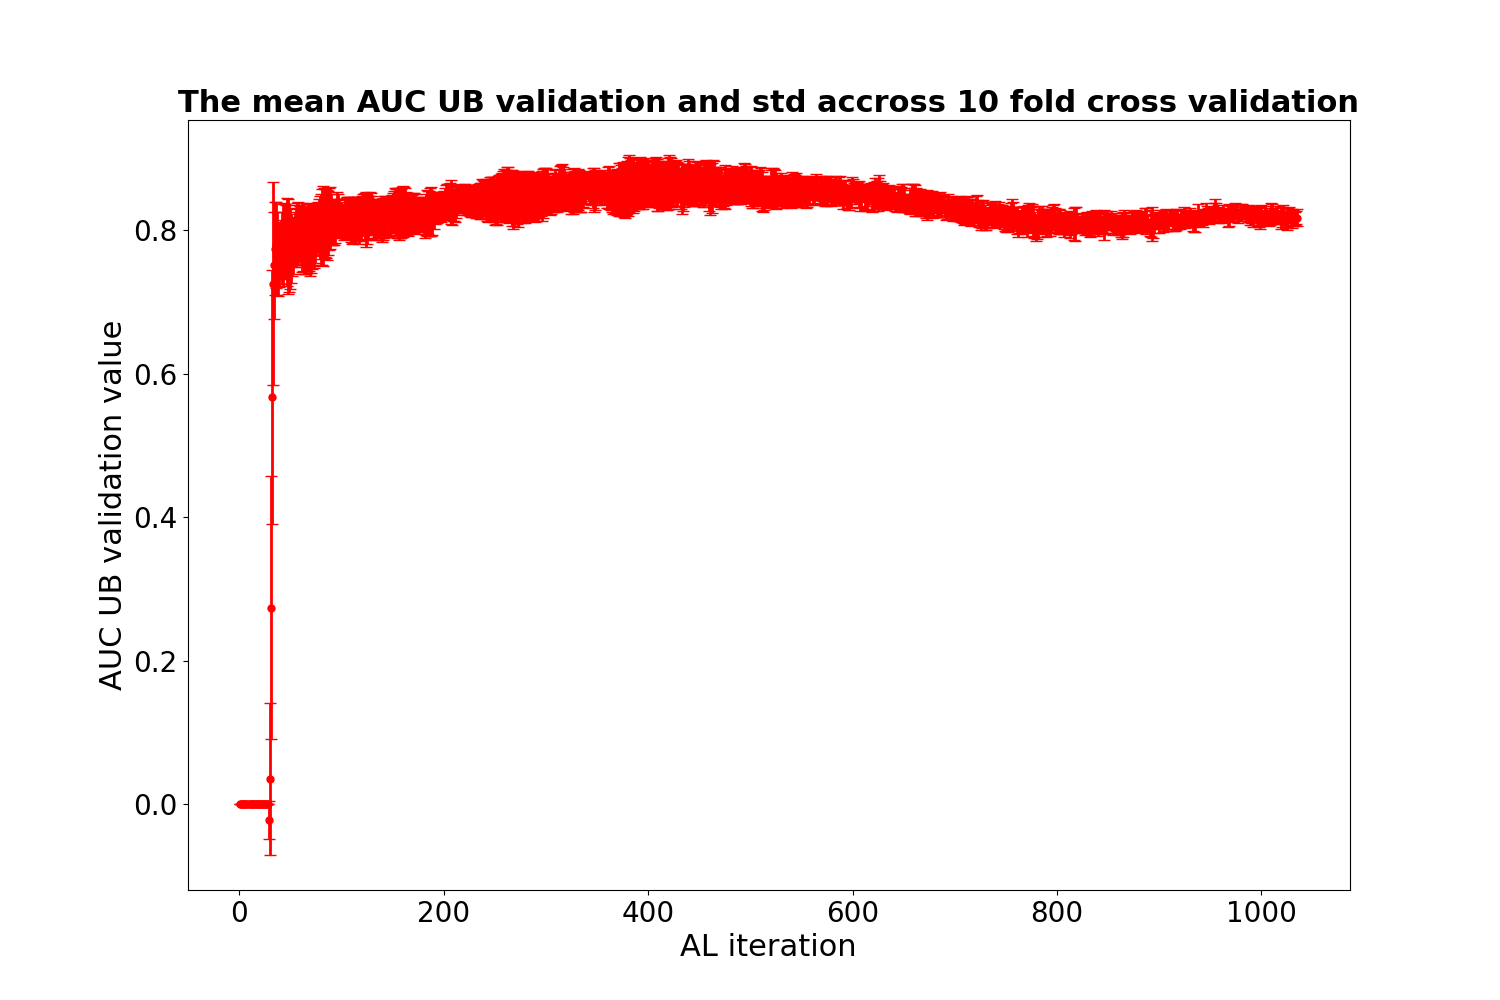 The mean AUC UB validation and std accross 10 fold cross validation
AUC UB validation value
0.8
0.6
0.4
0.2
0.0
0 200 400 600 800 1000
AL iteration